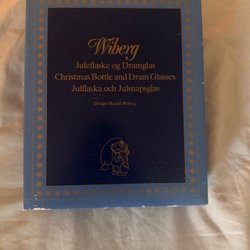 Wiberg
Juleflaske og Dramglas
Christmas Bottle and Dram Glasses
Julflaska och Julsnapsglas
Design Harald Wiberg